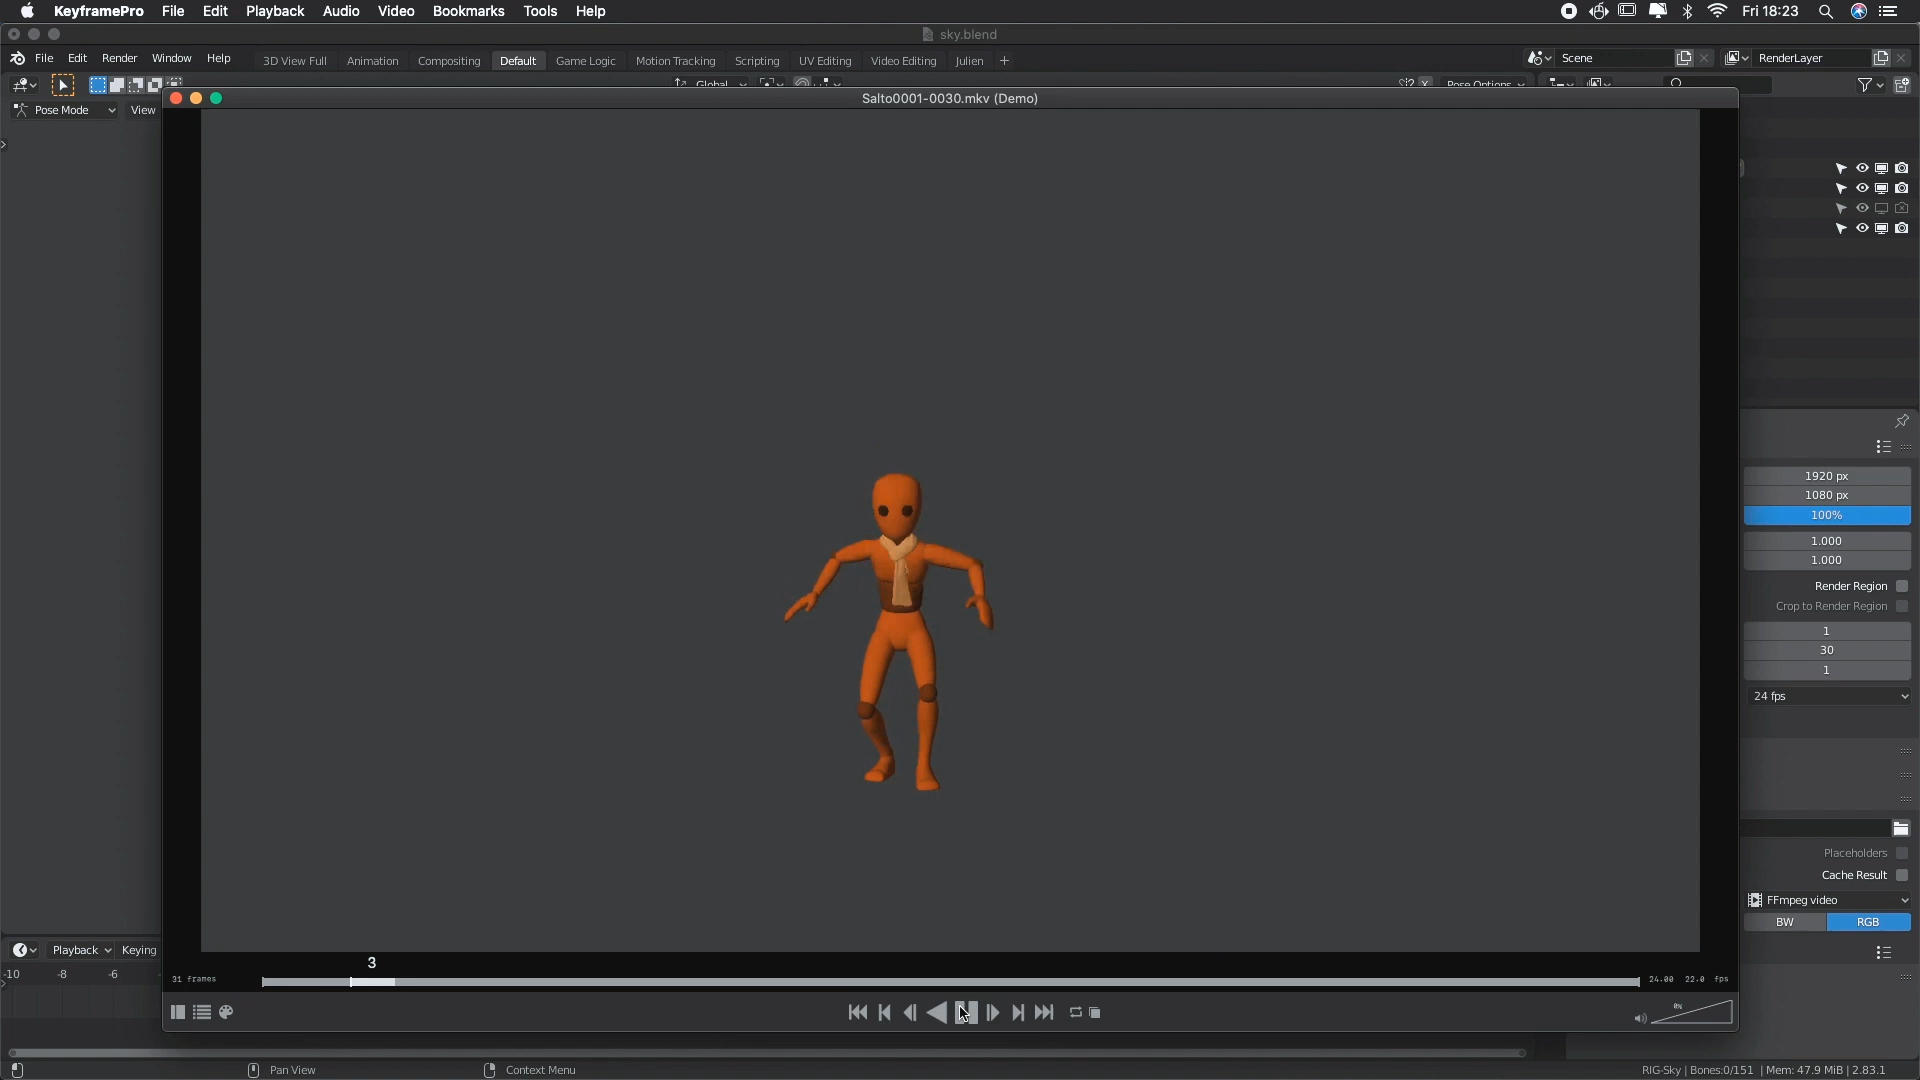 KeyframePro File Edit Playback Audio Video Bookmarks Tools Help Fri 18:23
sky.blend
File Edit Render Window Help 3D View Full Animation Compositing Default Game Logic Motion Tracking Scripting UV Editing Video Editing Julien + Scene RenderLayer
Global Pose Options
Salto0001-0030.mkv (Demo)
Pose Mode View
1920 px
1080 px
100%
1.000
1.000
Render Region
Crop to Render Region
1
30
1
24 fps
Placeholders
Cache Result
FFmpeg video
BW RGB
Playback Keying
3
-10 -8 -6
31 frames 24.00 22.0 fps
0%
Pan View Context Menu RIG-Sky | Bones:0/151 | Mem: 47.9 MiB | 2.83.1